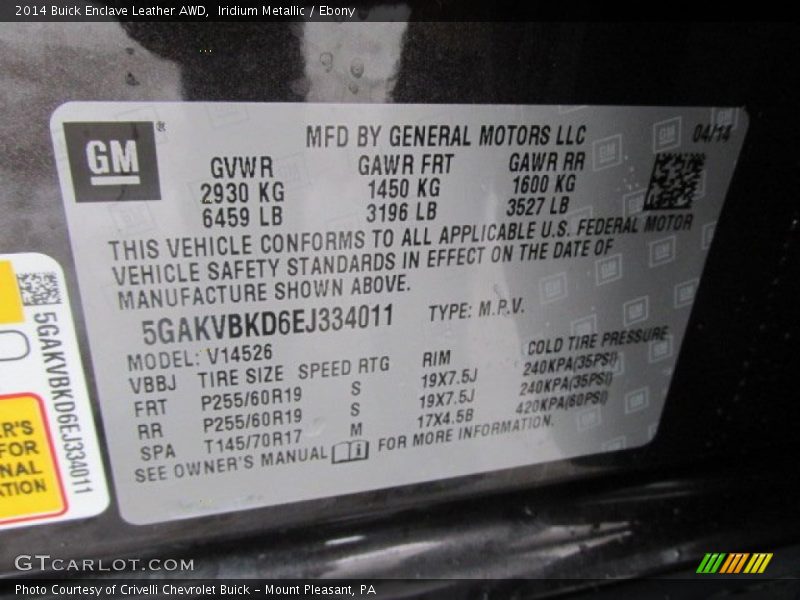 2014 Buick Enclave Leather AWD, Iridium Metallic / Ebony
GM®
MFD BY GENERAL MOTORS LLC
04/14
GVWR GAWR FRT GAWR RR
2930 KG 1450 KG 1600 KG
6459 LB 3196 LB 3527 LB
THIS VEHICLE CONFORMS TO ALL APPLICABLE U.S. FEDERAL MOTOR
VEHICLE SAFETY STANDARDS IN EFFECT ON THE DATE OF
MANUFACTURE SHOWN ABOVE.
5GAKVBKD6EJ334011 TYPE: M.P.V.
MODEL: V14526
VBBJ TIRE SIZE SPEED RTG RIM COLD TIRE PRESSURE
FRT P255/60R19 S 19X7.5J 240KPA(35PSI)
RR P255/60R19 S 19X7.5J 240KPA(35PSI)
SPA T145/70R17 M 17X4.5B 420KPA(60PSI)
SEE OWNER'S MANUAL i FOR MORE INFORMATION.
5GAKVBKD6EJ334011
ER'S
FOR
NAL
ATION
GTCARLOT.COM
Photo Courtesy of Crivelli Chevrolet Buick - Mount Pleasant, PA